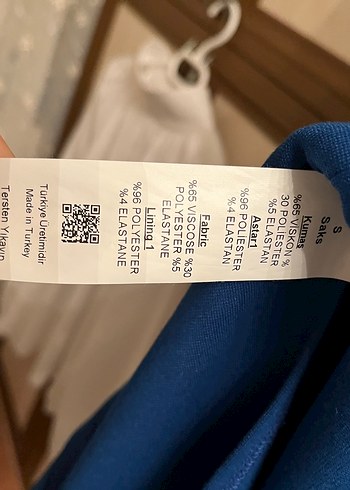 S
Saks
Kumaş
%65 VİSKON %
30 POLİESTER
%5 ELASTAN
Astar1
%96 POLİESTER
%4 ELASTAN
Fabric
%65 VISCOSE %30
POLYESTER %5
ELASTANE
Lining 1
%96 POLYESTER
%4 ELASTANE
Türkiye Üretimidir
Made in Turkey
Tersten Yıkayın